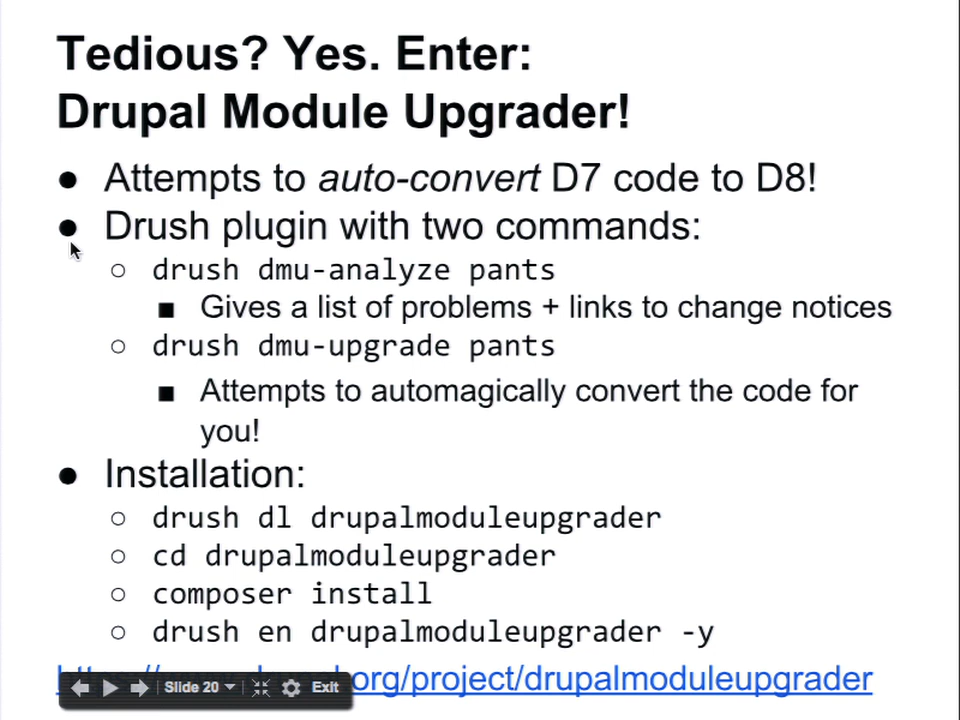 Tedious? Yes. Enter:
Drupal Module Upgrader!
● Attempts to auto-convert D7 code to D8!
● Drush plugin with two commands:
○ drush dmu-analyze pants
■ Gives a list of problems + links to change notices
○ drush dmu-upgrade pants
■ Attempts to automagically convert the code for
you!
● Installation:
○ drush dl drupalmoduleupgrader
○ cd drupalmoduleupgrader
○ composer install
○ drush en drupalmoduleupgrader -y
org/project/drupalmoduleupgrader
Slide 20 Exit